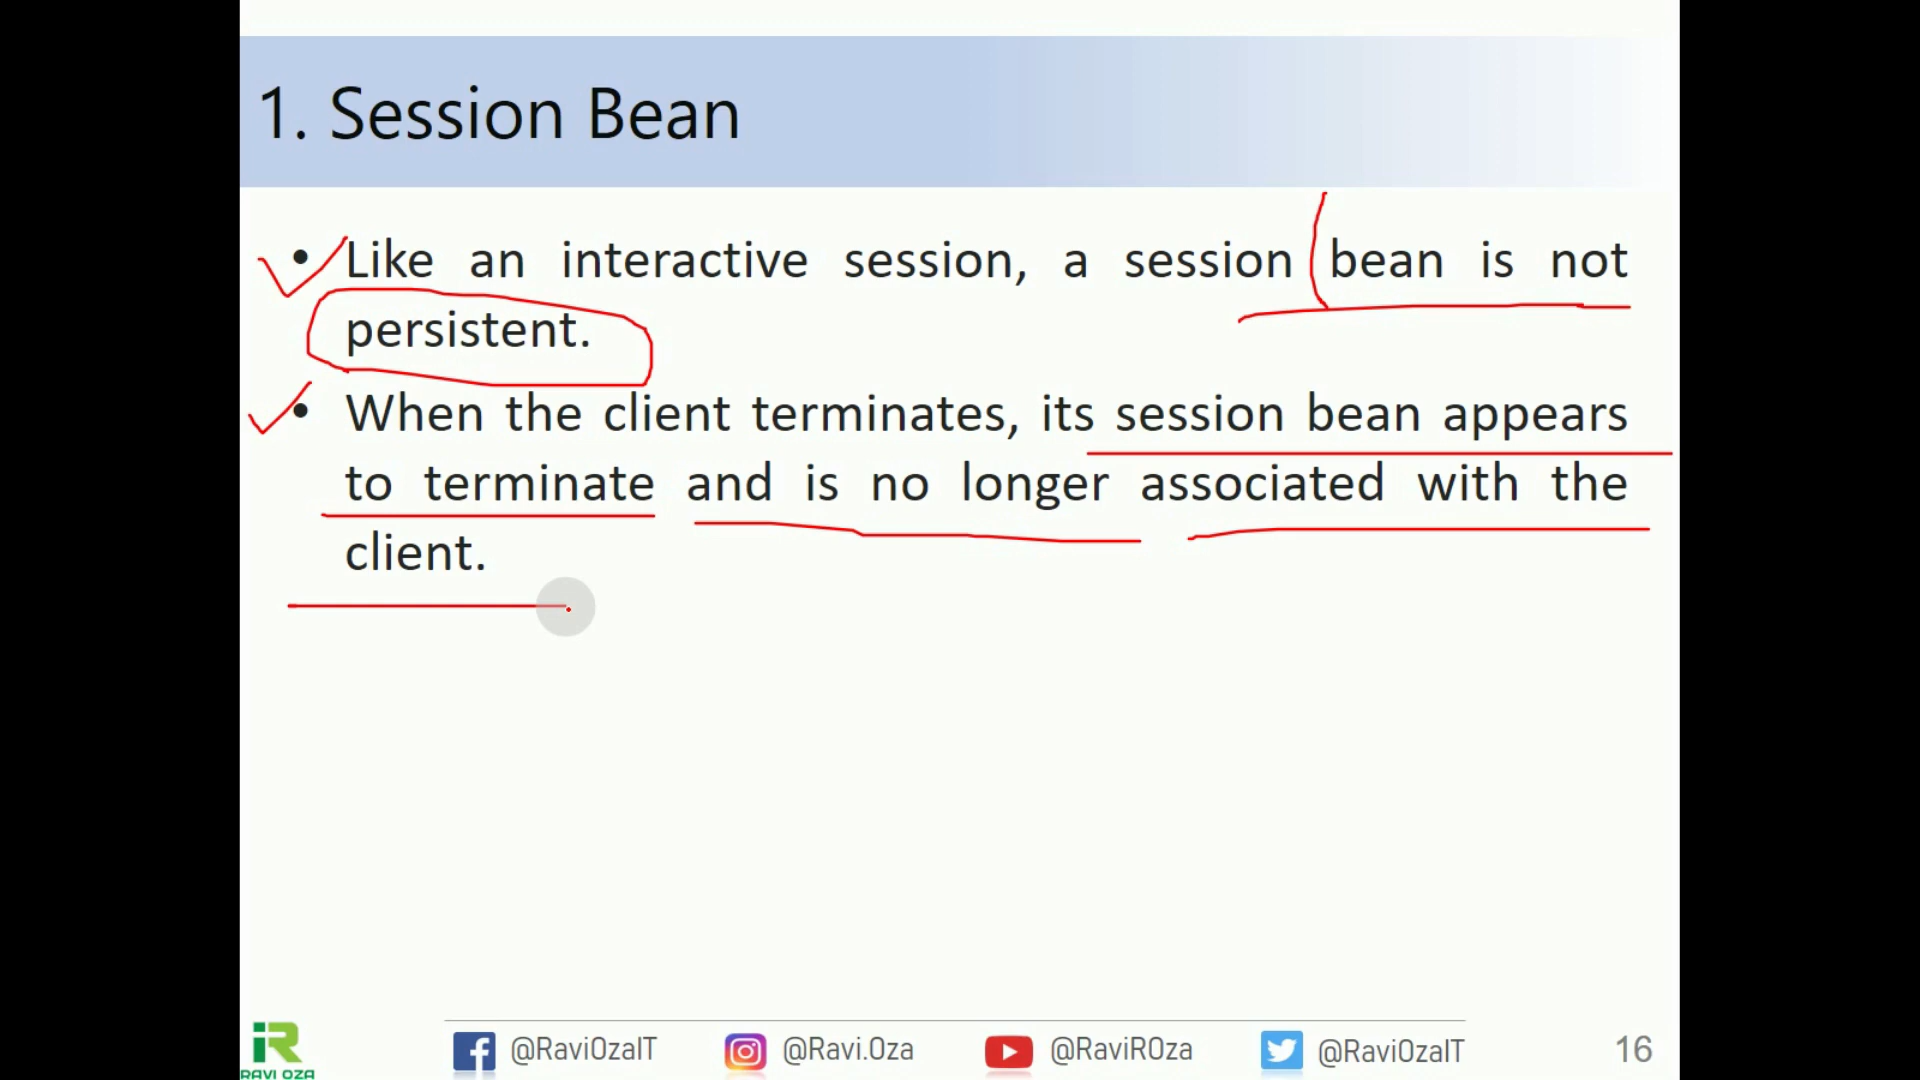 1. Session Bean
• Like an interactive session, a session bean is not
persistent.
• When the client terminates, its session bean appears
to terminate and is no longer associated with the
client.
iR
RAVI OZA
@RaviOzaIT
@Ravi.Oza
@RaviROza
@RaviOzaIT
16